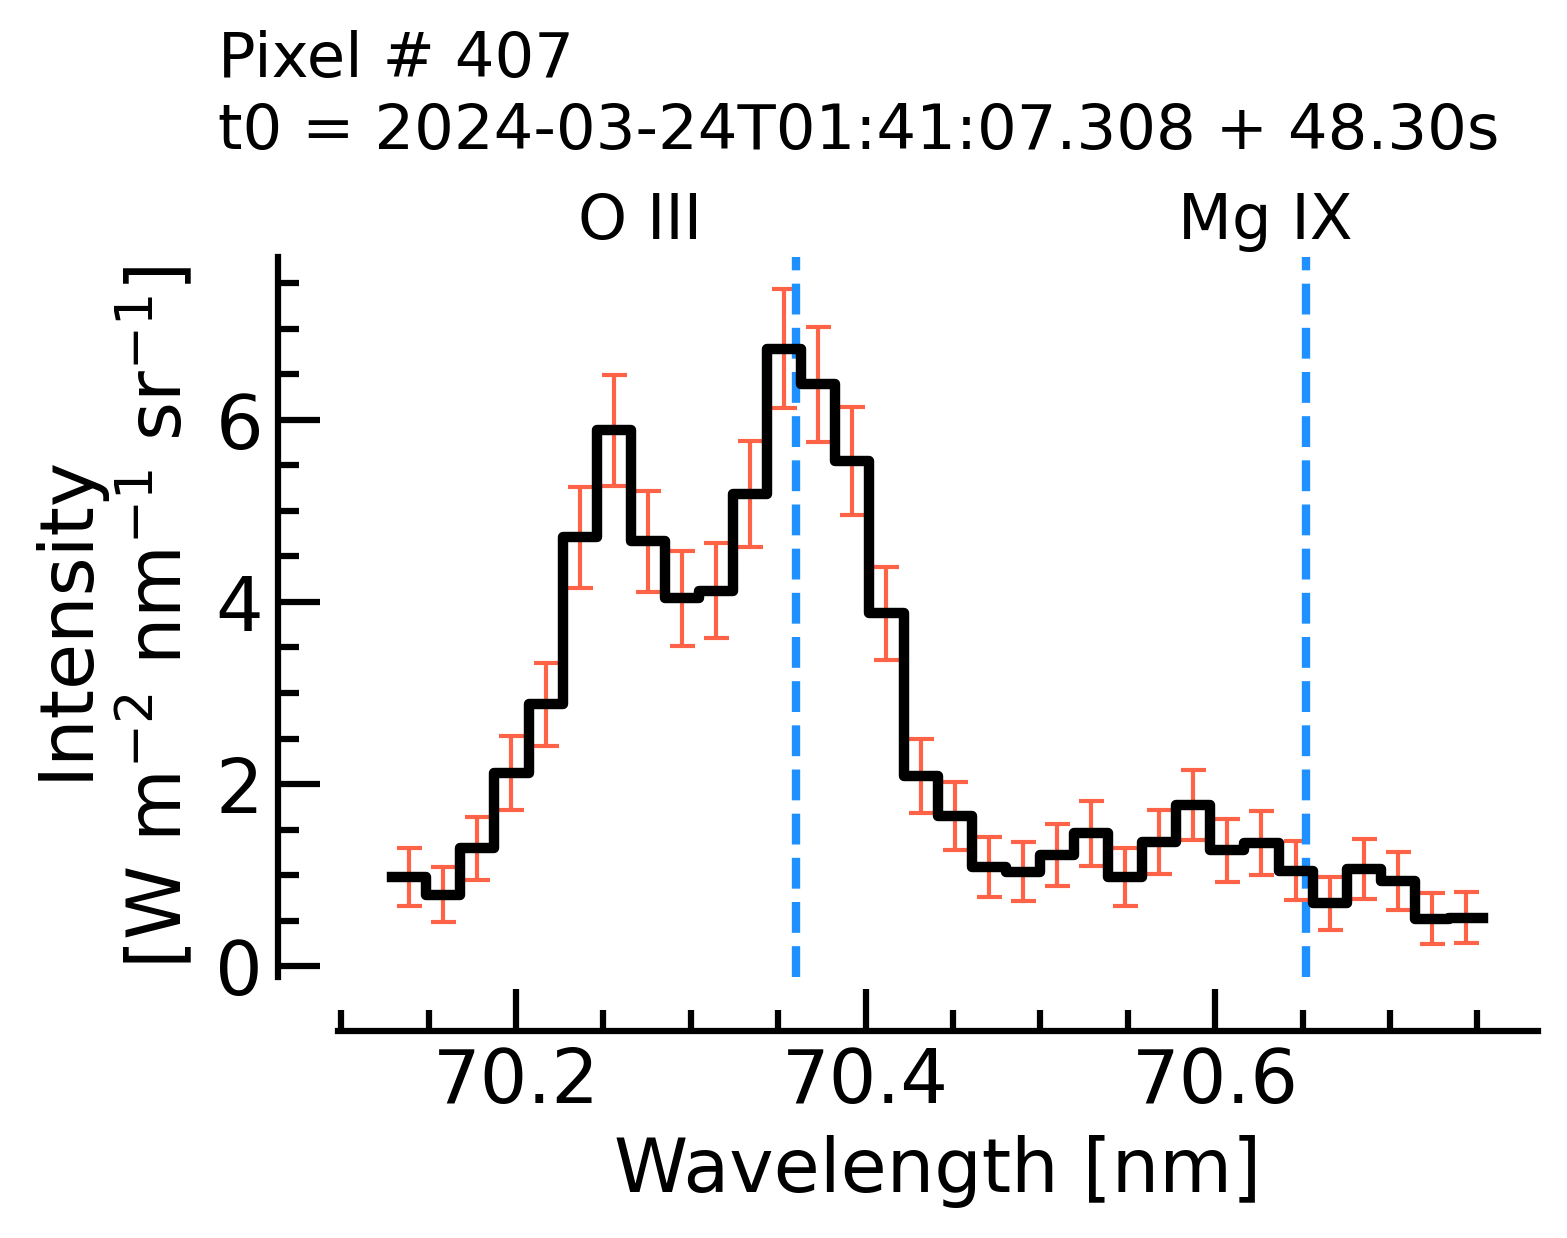 Pixel # 407
t0 = 2024-03-24T01:41:07.308 + 48.30s
O III Mg IX
Intensity
[W m⁻² nm⁻¹ sr⁻¹]
6
4
2
0
70.2 70.4 70.6
Wavelength [nm]